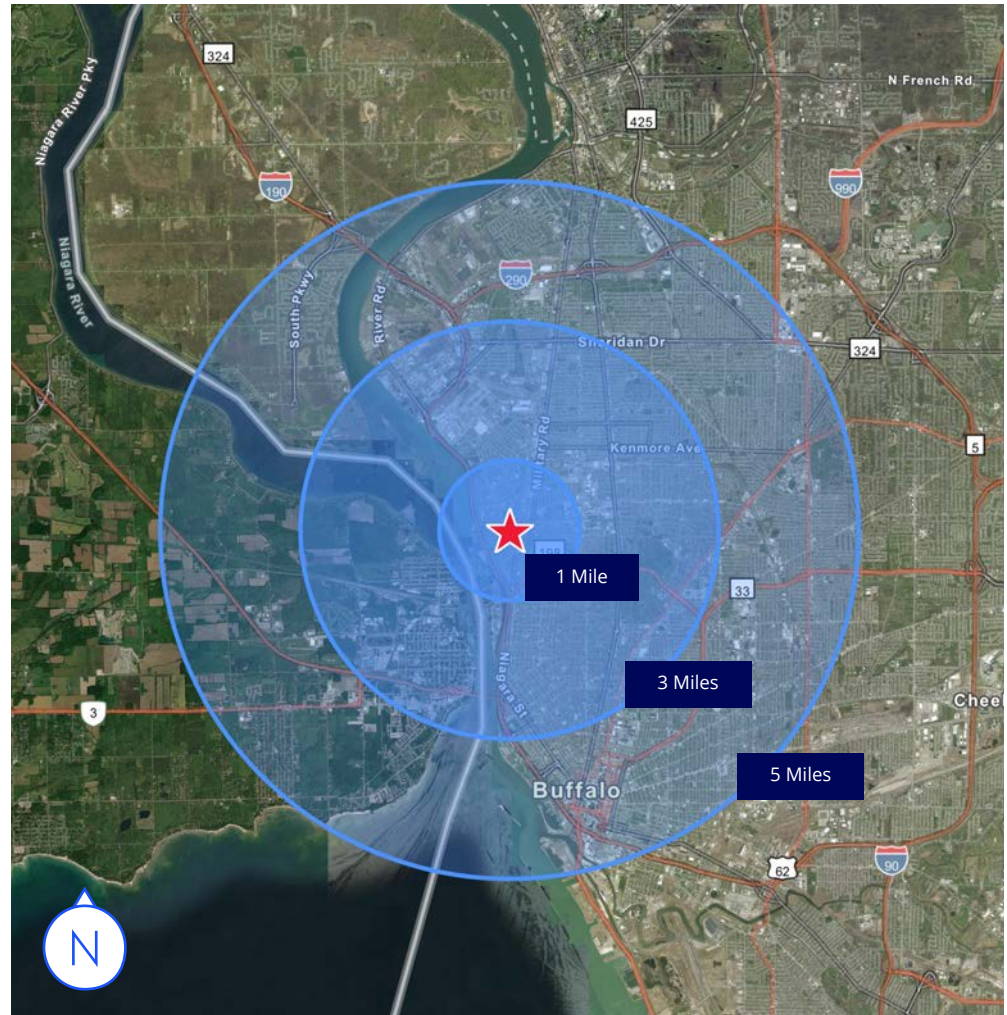 324
Niagara River Pky
N French Rd
425
190
990
Niagara River
290
South Pkwy
River Rd
Sheridan Dr
324
Military Rd
Kenmore Ave
5
198
1 Mile
33
3 Miles
Niagara St
3
Cheek
5 Miles
Buffalo
62
90
N